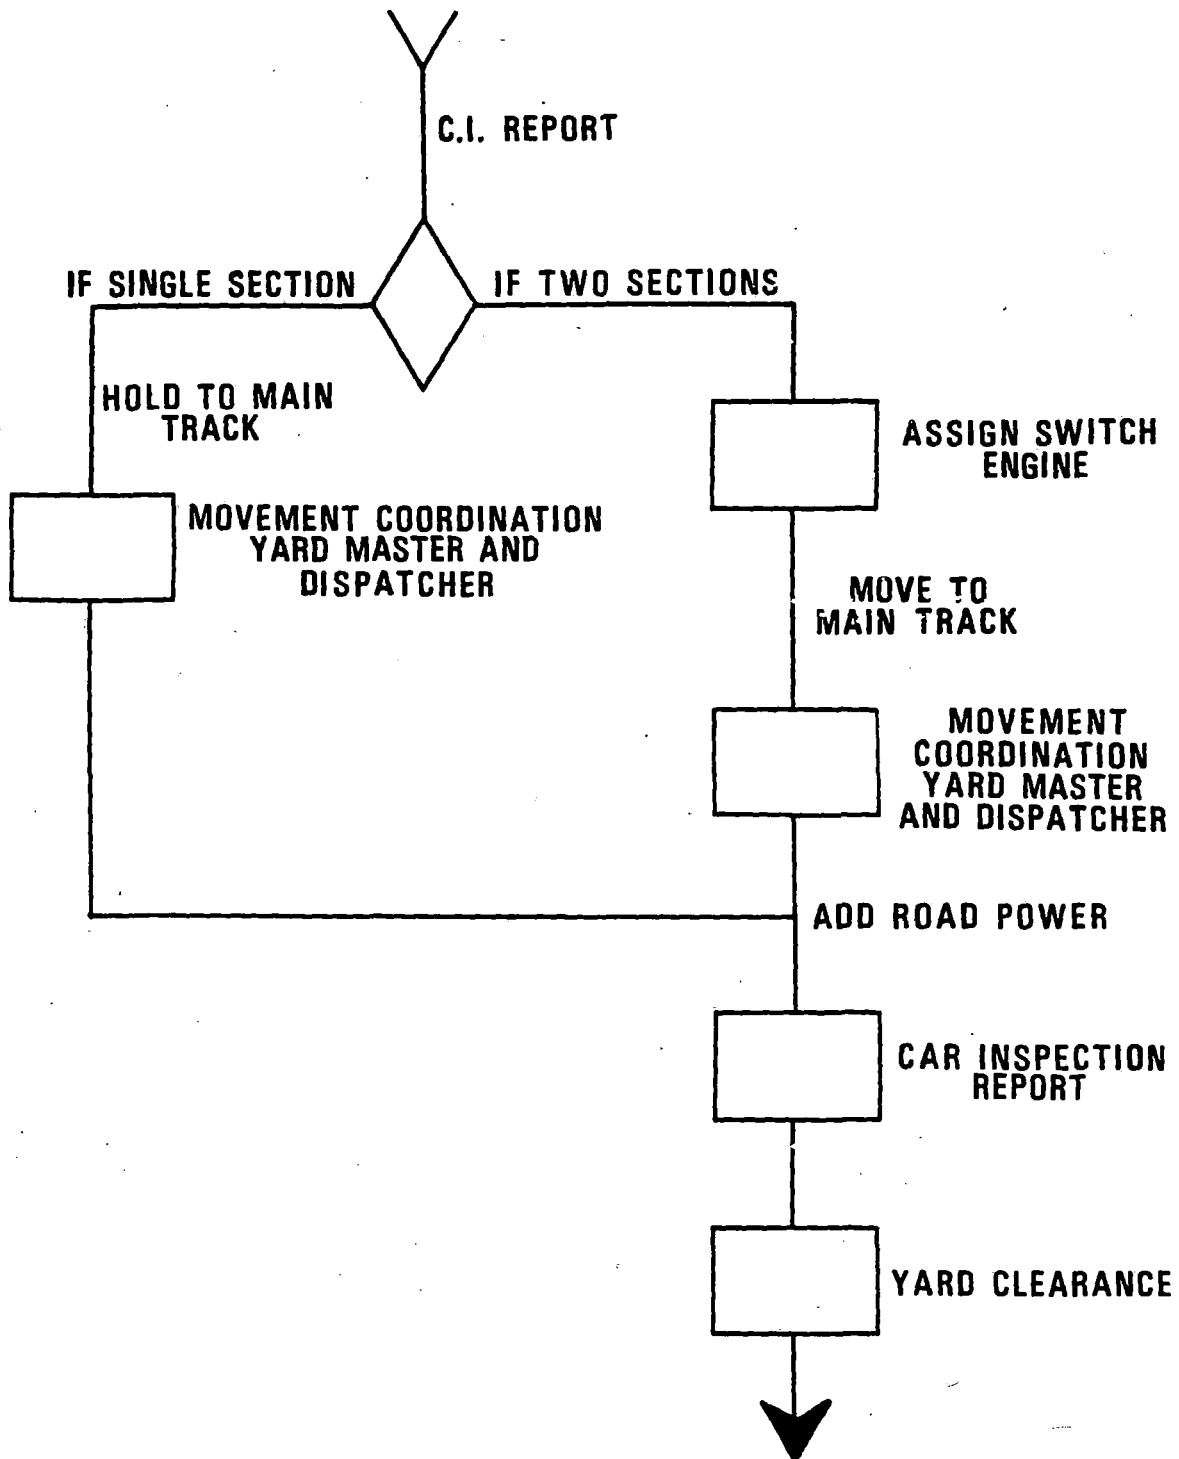 C.I. REPORT
IF SINGLE SECTION
IF TWO SECTIONS
HOLD TO MAIN
TRACK
ASSIGN SWITCH
ENGINE
MOVEMENT COORDINATION
YARD MASTER AND
DISPATCHER
MOVE TO
MAIN TRACK
MOVEMENT
COORDINATION
YARD MASTER
AND DISPATCHER
ADD ROAD POWER
CAR INSPECTION
REPORT
YARD CLEARANCE